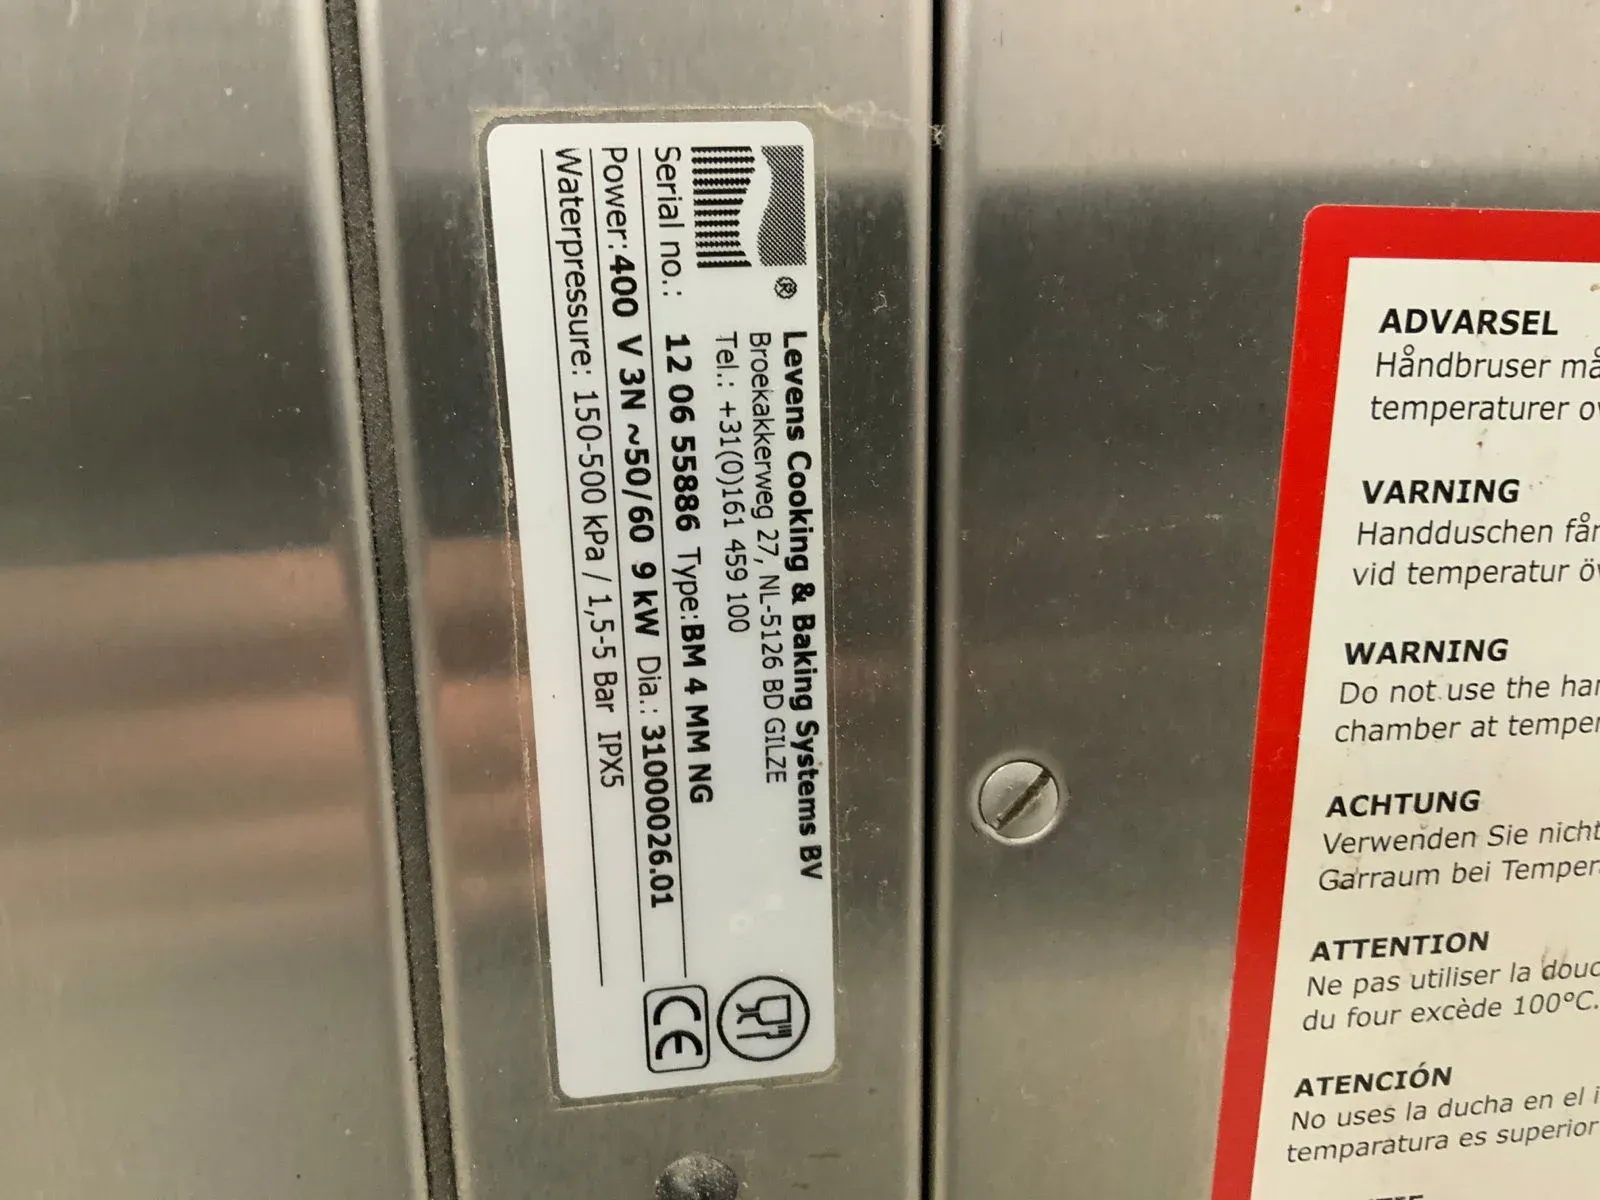 ® Levens Cooking & Baking Systems BV
Broekakkerweg 27, NL-5126 BD GILZE
Tel.: +31(0)161 459 100
Serial no.: 12 06 55886 Type:BM 4 MM NG
Power:400 V 3N ~50/60 9 kW Dia.: 310000026.01
Waterpressure: 150-500 kPa / 1,5-5 Bar IPX5
CE
ADVARSEL
Håndbruser
temperaturer
VARNING
Handduschen
vid temperatur
WARNING
Do not use the
chamber at
ACHTUNG
Verwenden Sie
Garraum bei
ATTENTION
Ne pas utiliser la
du four excède 100°C.
ATENCIÓN
No uses la ducha en el
temparatura es superior